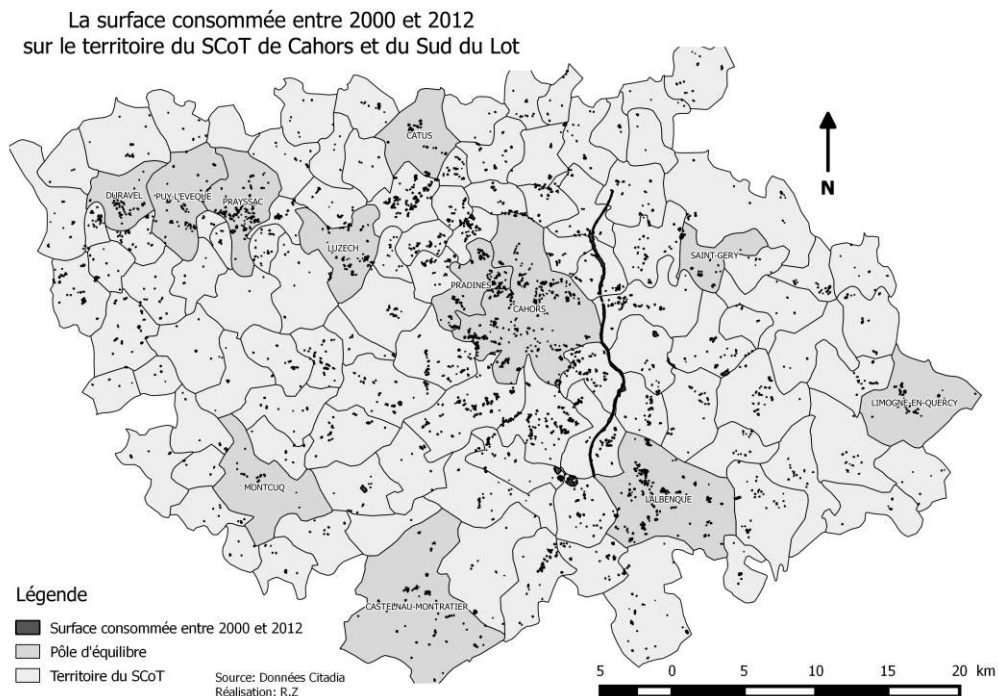 La surface consommée entre 2000 et 2012
sur le territoire du SCoT de Cahors et du Sud du Lot
N
CATUS
DURAVEL
PUY-L'EVEQUE
PRAYSSAC
LUZECH
SAINT-GERY
PRADINES
CAHORS
LIMOGNE-EN-QUERCY
MONTCUQ
LALBENQUE
CASTELNAU-MONTRATIER
Légende
Surface consommée entre 2000 et 2012
Pôle d'équilibre
Territoire du SCoT
Source: Données Citadia
Réalisation: R.Z
5 0 5 10 15 20 km